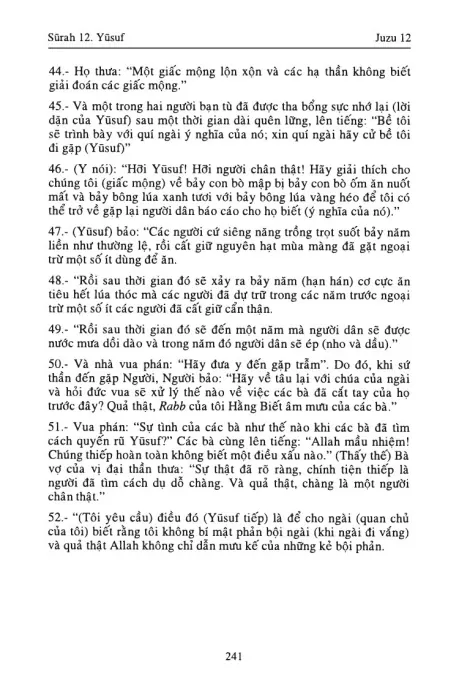 Sūrah 12. Yūsuf Juzu 12
44.- Họ thưa: “Một giấc mộng lộn xộn và các hạ thần không biết
giải đoán các giấc mộng.”
45.- Và một trong hai người bạn tù đã được tha bổng sực nhớ lại (lời
dặn của Yūsuf) sau một thời gian dài quên lững, lên tiếng: “Bề tôi
sẽ trình bày với quí ngài ý nghĩa của nó; xin quí ngài hãy cử bề tôi
đi gặp (Yūsuf)”
46.- (Y nói): “Hỡi Yūsuf! Hỡi người chân thật! Hãy giải thích cho
chúng tôi (giấc mộng) về bảy con bò mập bị bảy con bò ốm ăn nuốt
mất và bảy bông lúa xanh tươi với bảy bông lúa vàng héo để tôi có
thể trở về gặp lại người dân báo cáo cho họ biết (ý nghĩa của nó).”
47.- (Yūsuf) bảo: “Các người cứ siêng năng trồng trọt suốt bảy năm
liền như thường lệ, rồi cất giữ nguyên hạt mùa màng đã gặt ngoại
trừ một số ít dùng để ăn.
48.- “Rồi sau thời gian đó sẽ xảy ra bảy năm (hạn hán) cơ cực ăn
tiêu hết lúa thóc mà các người đã dự trữ trong các năm trước ngoại
trừ một số ít các người đã cất giữ cẩn thận.
49.- “Rồi sau thời gian đó sẽ đến một năm mà người dân sẽ được
nước mưa dồi dào và trong năm đó người dân sẽ ép (nho và dầu).”
50.- Và nhà vua phán: “Hãy đưa y đến gặp trẫm”. Do đó, khi sứ
thần đến gặp Người, Người bảo: “Hãy về tâu lại với chúa của ngài
và hỏi đức vua sẽ xử lý thế nào về việc các bà đã cắt tay của họ
trước đây? Quả thật, Rabb của tôi Hằng Biết âm mưu của các bà.”
51.- Vua phán: “Sự tình của các bà như thế nào khi các bà đã tìm
cách quyến rũ Yūsuf?” Các bà cùng lên tiếng: “Allah mầu nhiệm!
Chúng thiếp hoàn toàn không biết một điều xấu nào.” (Thấy thế) Bà
vợ của vị đại thần thưa: “Sự thật đã rõ ràng, chính tiện thiếp là
người đã tìm cách dụ dỗ chàng. Và quả thật, chàng là một người
chân thật.”
52.- “(Tôi yêu cầu) điều đó (Yūsuf tiếp) là để cho ngài (quan chủ
của tôi) biết rằng tôi không bí mật phản bội ngài (khi ngài đi vắng)
và quả thật Allah không chỉ dẫn mưu kế của những kẻ bội phản.
241